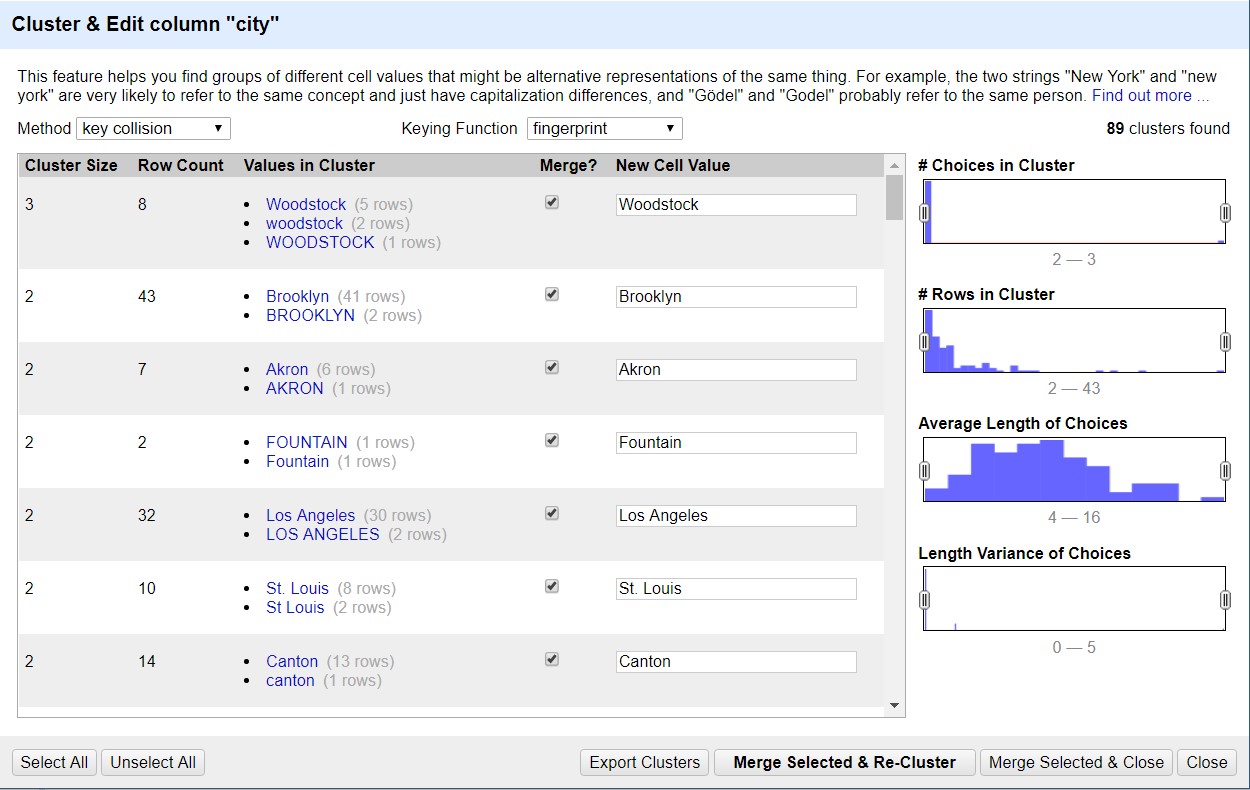 Cluster & Edit column "city"
This feature helps you find groups of different cell values that might be alternative representations of the same thing. For example, the two strings "New York" and "new
york" are very likely to refer to the same concept and just have capitalization differences, and "Gödel" and "Godel" probably refer to the same person. Find out more ...
Method key collision Keying Function fingerprint 89 clusters found
Cluster Size Row Count Values in Cluster Merge? New Cell Value
3 8 Woodstock (5 rows) Woodstock
woodstock (2 rows)
WOODSTOCK (1 rows)
2 43 Brooklyn (41 rows) Brooklyn
BROOKLYN (2 rows)
2 7 Akron (6 rows) Akron
AKRON (1 rows)
2 2 FOUNTAIN (1 rows) Fountain
Fountain (1 rows)
2 32 Los Angeles (30 rows) Los Angeles
LOS ANGELES (2 rows)
2 10 St. Louis (8 rows) St. Louis
St Louis (2 rows)
2 14 Canton (13 rows) Canton
canton (1 rows)
# Choices in Cluster
2 — 3
# Rows in Cluster
2 — 43
Average Length of Choices
4 — 16
Length Variance of Choices
0 — 5
Select All Unselect All Export Clusters Merge Selected & Re-Cluster Merge Selected & Close Close